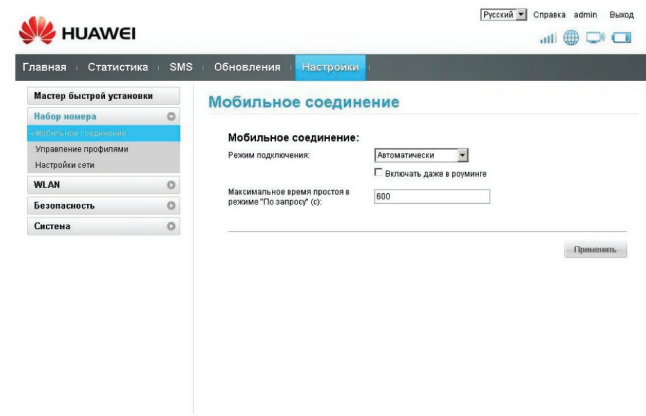 Русский Справка admin Выход
HUAWEI
Главная Статистика SMS Обновления Настройки
Мастер быстрой установки
Набор номера
Мобильное соединение
Управление профилями
Настройки сети
WLAN
Безопасность
Система
Мобильное соединение
Мобильное соединение:
Режим подключения: Автоматически
Включать даже в роуминге
Максимальное время простоя в
режиме "По запросу" (с): 600
Применить